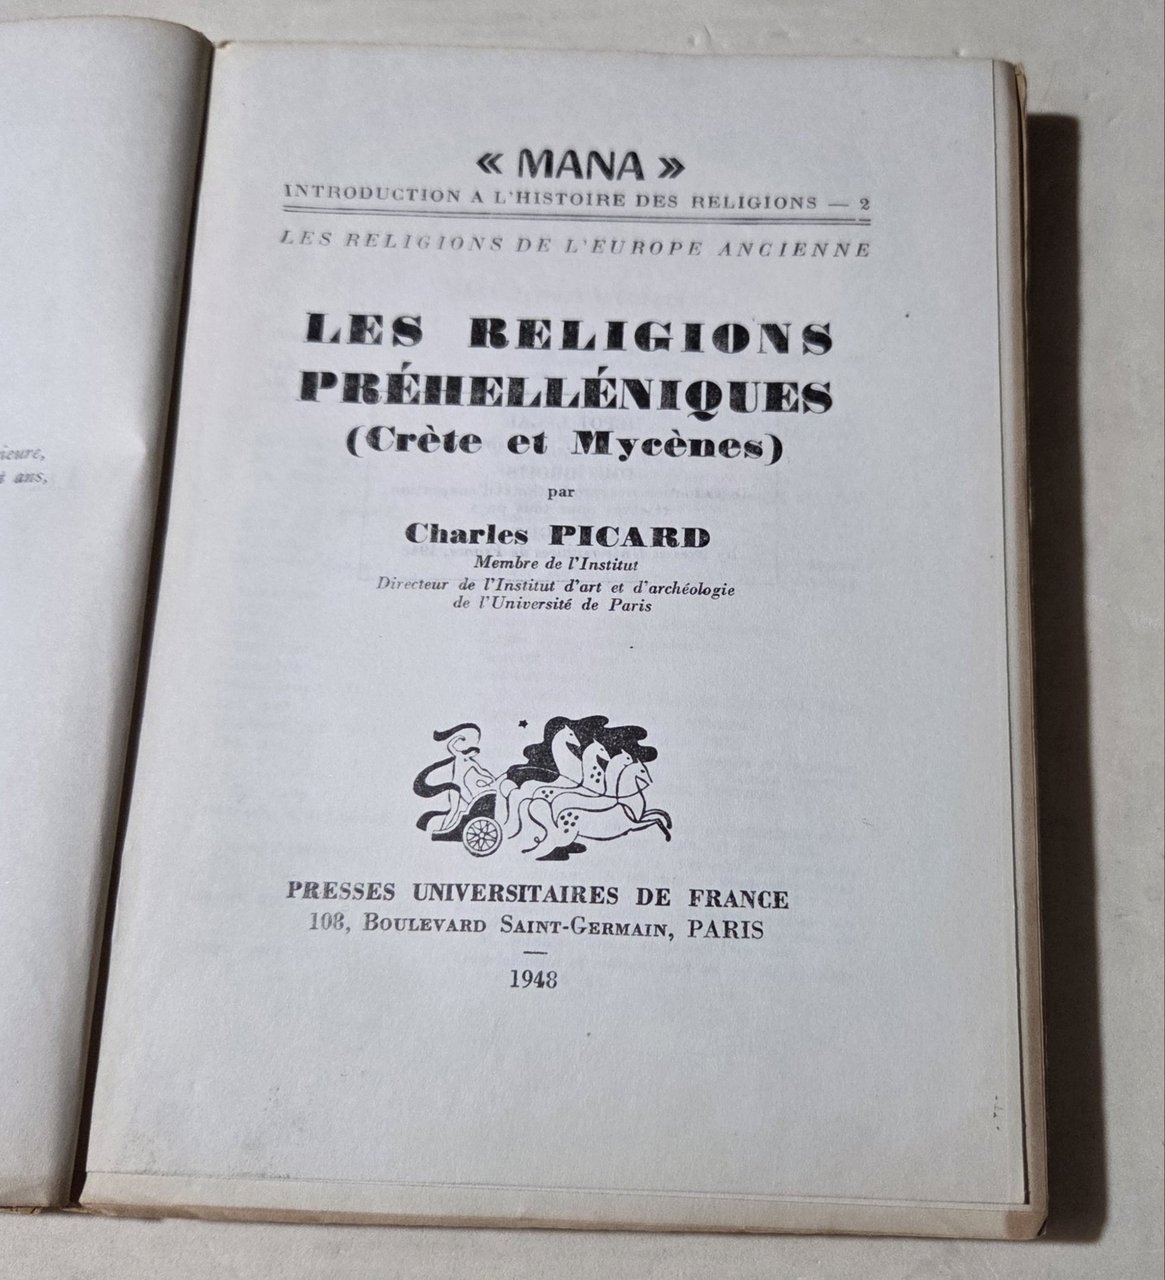 ieure,
t ans,
« MANA »
INTRODUCTION A L'HISTOIRE DES RELIGIONS — 2
LES RELIGIONS DE L'EUROPE ANCIENNE
LES RELIGIONS
PRÉHELLÉNIQUES
(Crète et Mycènes)
par
Charles PICARD
Membre de l'Institut
Directeur de l'Institut d'art et d'archéologie
de l'Université de Paris
PRESSES UNIVERSITAIRES DE FRANCE
108, BOULEVARD SAINT-GERMAIN, PARIS
—
1948